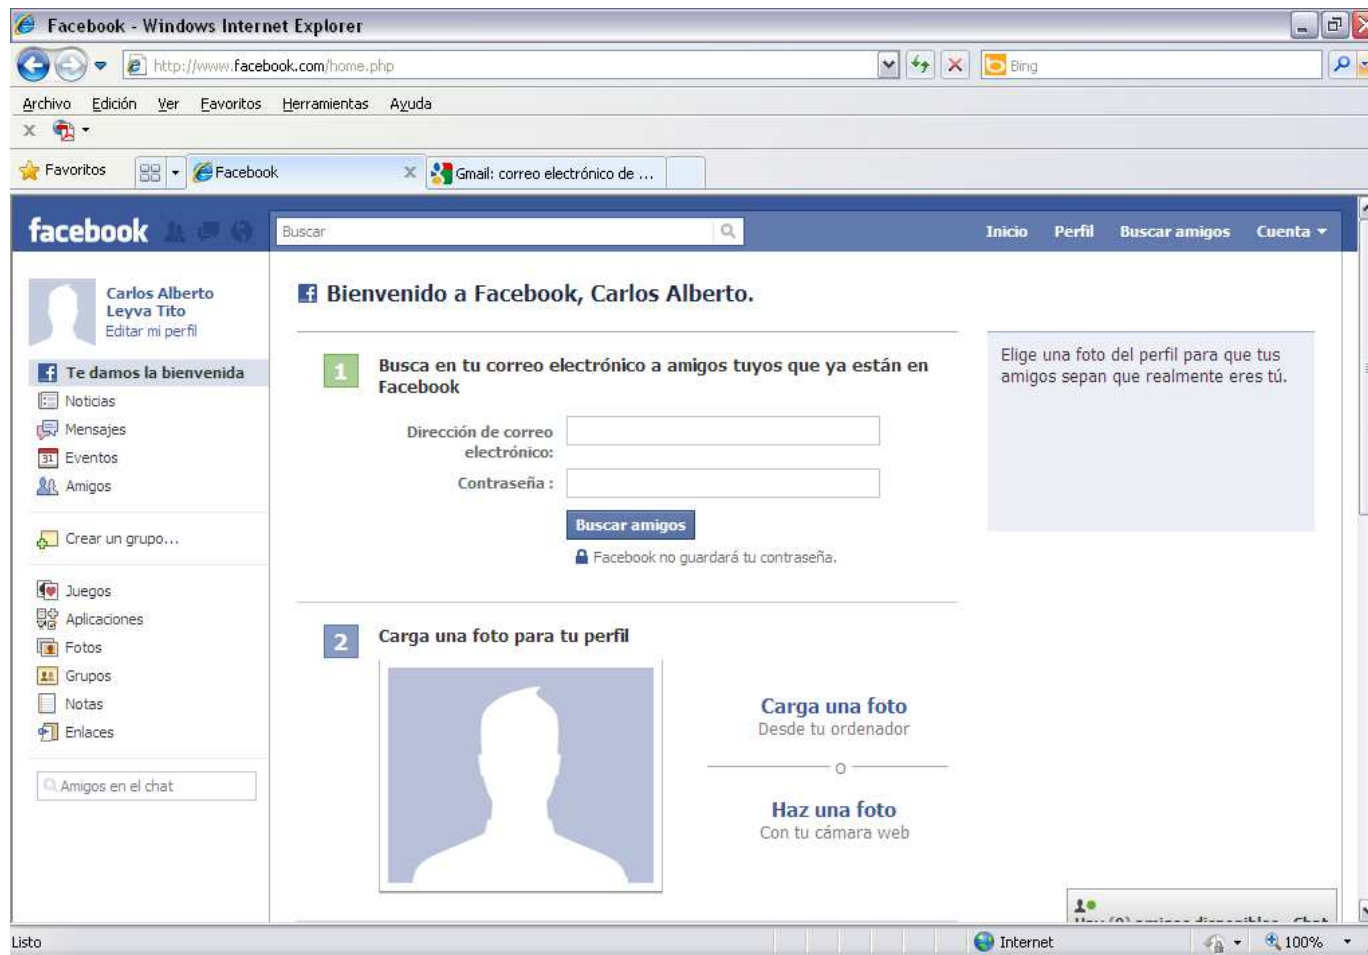 Facebook - Windows Internet Explorer
http://www.facebook.com/home.php
Bing
Archivo Edición Ver Favoritos Herramientas Ayuda
Favoritos
Facebook
Gmail: correo electrónico de ...
facebook
Buscar
Inicio Perfil Buscar amigos Cuenta
Carlos Alberto
Leyva Tito
Editar mi perfil
Te damos la bienvenida
Noticias
Mensajes
31 Eventos
Amigos
Crear un grupo...
Juegos
Aplicaciones
Fotos
Grupos
Notas
Enlaces
Amigos en el chat
Bienvenido a Facebook, Carlos Alberto.
1 Busca en tu correo electrónico a amigos tuyos que ya están en
Facebook
Dirección de correo
electrónico:
Contraseña :
Buscar amigos
Facebook no guardará tu contraseña.
2 Carga una foto para tu perfil
Carga una foto
Desde tu ordenador
o
Haz una foto
Con tu cámara web
Elige una foto del perfil para que tus
amigos sepan que realmente eres tú.
Hay (0) amigos disponibles - Chat
Listo
Internet
100%